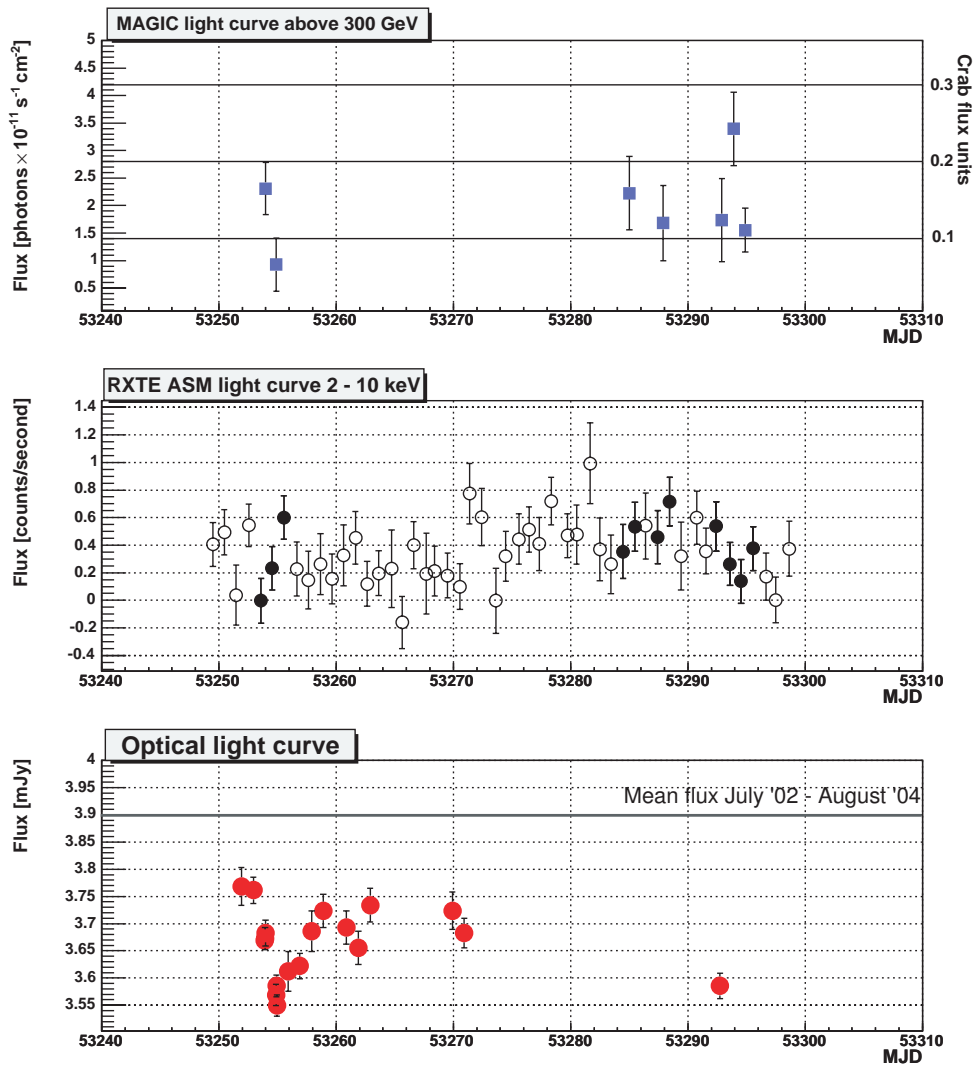 MAGIC light curve above 300 GeV
Flux [photons×10-11 s-1 cm-2]
5
4.5
4
3.5
3
2.5
2
1.5
1
0.5
0.3
0.2
0.1
Crab flux units
53240 53250 53260 53270 53280 53290 53300 53310
MJD
RXTE ASM light curve 2 - 10 keV
Flux [counts/second]
1.4
1.2
1
0.8
0.6
0.4
0.2
0
-0.2
-0.4
53240 53250 53260 53270 53280 53290 53300 53310
MJD
Optical light curve
Flux [mJy]
4
3.95
3.9
3.85
3.8
3.75
3.7
3.65
3.6
3.55
Mean flux July '02 - August '04
53240 53250 53260 53270 53280 53290 53300 53310
MJD